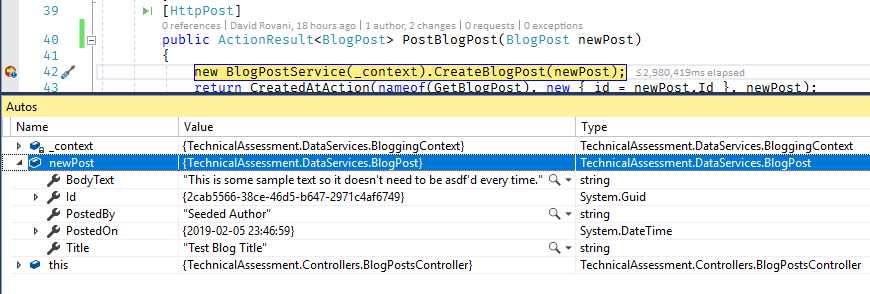 39 [HttpPost]
0 references | David Rovani, 18 hours ago | 1 author, 2 changes | 0 requests | 0 exceptions
40 public ActionResult<BlogPost> PostBlogPost(BlogPost newPost)
41 {
42 new BlogPostService(_context).CreateBlogPost(newPost); ≤2,980,419ms elapsed
43 return CreatedAtAction(nameof(GetBlogPost), new { id = newPost.Id }, newPost);
Autos
Name Value Type
_context {TechnicalAssessment.DataServices.BloggingContext} TechnicalAssessment.DataServices.BloggingContext
newPost {TechnicalAssessment.DataServices.BlogPost} TechnicalAssessment.DataServices.BlogPost
BodyText "This is some sample text so it doesn't need to be asdf'd every time." string
Id {2cab5566-38ce-46d5-b647-2971c4af6749} System.Guid
PostedBy "Seeded Author" string
PostedOn {2019-02-05 23:46:59} System.DateTime
Title "Test Blog Title" string
this {TechnicalAssessment.Controllers.BlogPostsController} TechnicalAssessment.Controllers.BlogPostsController